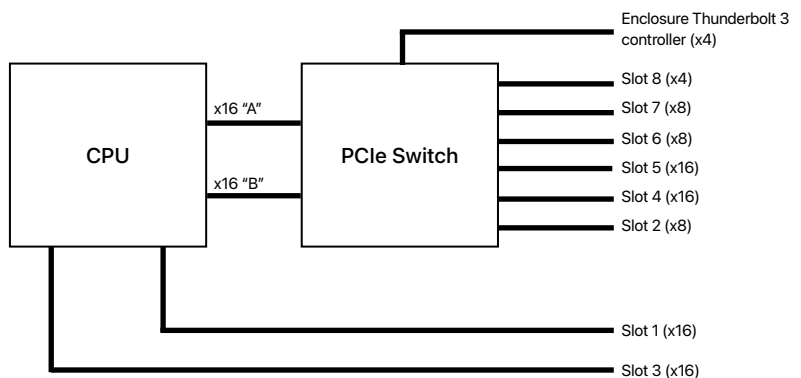 Enclosure Thunderbolt 3
controller (x4)
Slot 8 (x4)
x16 “A”
Slot 7 (x8)
Slot 6 (x8)
CPU
PCIe Switch
Slot 5 (x16)
x16 “B”
Slot 4 (x16)
Slot 2 (x8)
Slot 1 (x16)
Slot 3 (x16)